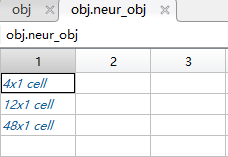 obj obj.neur_obj
obj.neur_obj
1 2 3
4x1 cell
12x1 cell
48x1 cell